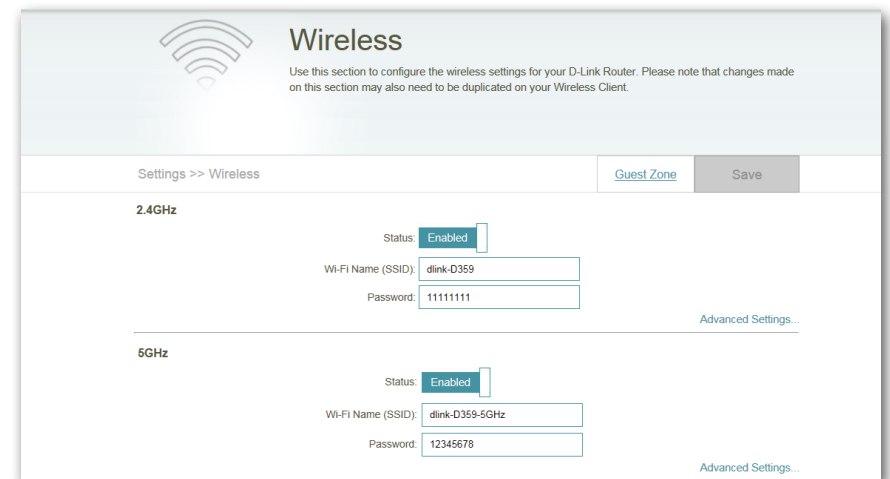 Wireless
Use this section to configure the wireless settings for your D-Link Router. Please note that changes made
on this section may also need to be duplicated on your Wireless Client.
Settings >> Wireless
Guest Zone
Save
2.4GHz
Status: Enabled
Wi-Fi Name (SSID): dlink-D359
Password: 11111111
Advanced Settings...
5GHz
Status: Enabled
Wi-Fi Name (SSID): dlink-D359-5GHz
Password: 12345678
Advanced Settings...